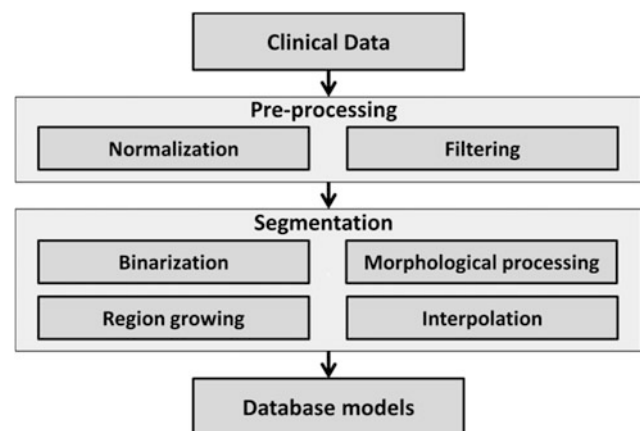 Clinical Data
Pre-processing
Normalization
Filtering
Segmentation
Binarization
Morphological processing
Region growing
Interpolation
Database models